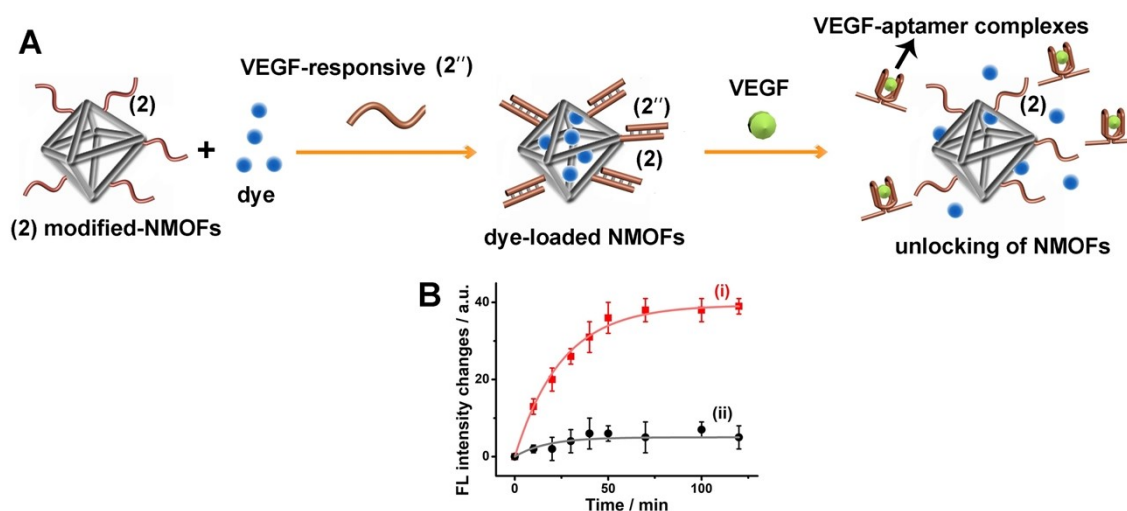 A
(2)
VEGF-responsive (2'')
VEGF
VEGF-aptamer complexes
(2)
(2'')
(2)
+
dye
(2) modified-NMOFs
dye-loaded NMOFs
unlocking of NMOFs
B
FL intensity changes / a.u.
40
20
0
(i)
(ii)
0 50 100
Time / min